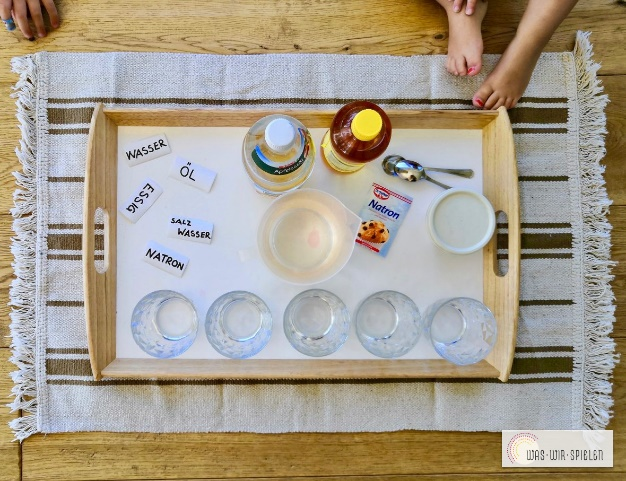 WASSER
ÖL
ESSIG
SALZ
WASSER
NATRON
Dr.Oetker
Natron
WAS·WIR·SPIELEN